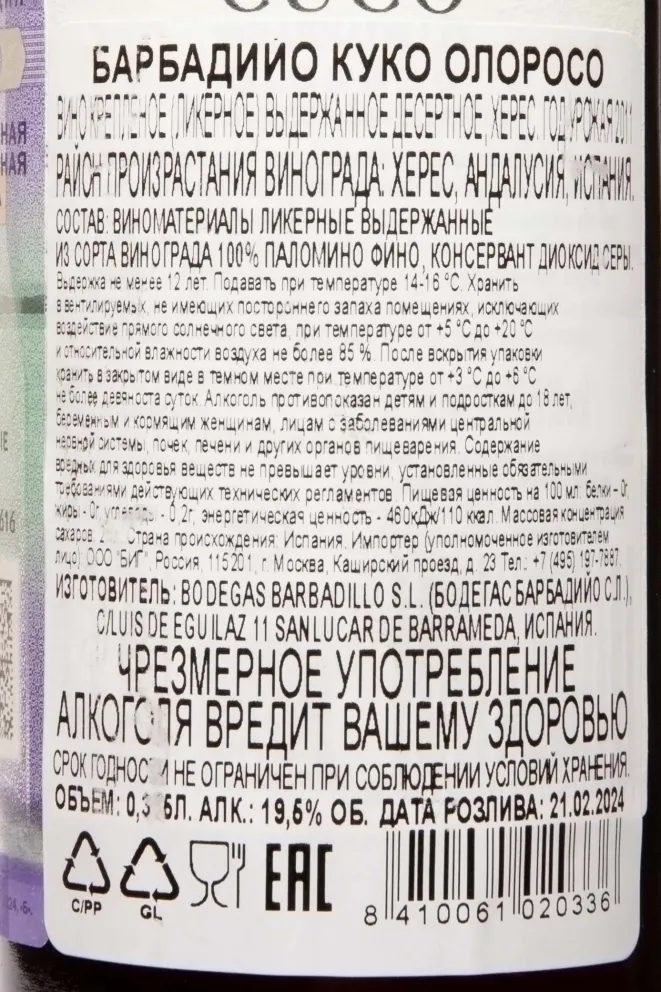 CUCO
БАРБАДИЙО КУКО ОЛОРОСО
ВИНО КРЕПЛЕНОЕ (ЛИКЕРНОЕ) ВЫДЕРЖАННОЕ ДЕСЕРТНОЕ, ХЕРЕС. ГОД УРОЖАЯ 2011
РАЙОН ПРОИЗРАСТАНИЯ ВИНОГРАДА: ХЕРЕС, АНДАЛУСИЯ, ИСПАНИЯ.
СОСТАВ: ВИНОМАТЕРИАЛЫ ЛИКЕРНЫЕ ВЫДЕРЖАННЫЕ
ИЗ СОРТА ВИНОГРАДА 100% ПАЛОМИНО ФИНО, КОНСЕРВАНТ ДИОКСИД СЕРЫ.
Выдержка не менее 12 лет. Подавать при температуре 14-16 °С. Хранить
в вентилируемых, не имеющих постороннего запаха помещениях, исключающих
воздействие прямого солнечного света, при температуре от +5 °С до +20 °С
и относительной влажности воздуха не более 85 %. После вскрытия упаковки
хранить в закрытом виде в темном месте при температуре от +3 °С до +6 °С
не более девяноста суток. Алкоголь противопоказан детям и подросткам до 18 лет,
беременным и кормящим женщинам, лицам с заболеваниями центральной
нервной системы, почек, печени и других органов пищеварения. Содержание
вредных для здоровья веществ не превышает уровни, установленные обязательными
требованиями действующих технических регламентов. Пищевая ценность на 100 мл: белки - 0г,
жиры - 0г, углеводы - 0,2г, энергетическая ценность - 460кДж/110 ккал. Массовая концентрация
сахаров Страна происхождения: Испания. Импортер (уполномоченное изготовителем
лицо) ООО "БИГ", Россия, 115201, г. Москва, Каширский проезд, д. 23 Тел.: +7 (495) 197-7887.
ИЗГОТОВИТЕЛЬ: BODEGAS BARBADILLO S.L. (БОДЕГАС БАРБАДИЙО С.Л.),
C/LUIS DE EGUILAZ 11 SANLUCAR DE BARRAMEDA, ИСПАНИЯ.
ЧРЕЗМЕРНОЕ УПОТРЕБЛЕНИЕ
АЛКОГОЛЯ ВРЕДИТ ВАШЕМУ ЗДОРОВЬЮ
СРОК ГОДНОСТИ НЕ ОГРАНИЧЕН ПРИ СОБЛЮДЕНИИ УСЛОВИЙ ХРАНЕНИЯ.
ОБЪЕМ: АЛК.: 19,5% ОБ. ДАТА РОЗЛИВА: 21.02.2024
C/PP
GL
EAC
8 410061 020336
НАЯ
НАЯ
616